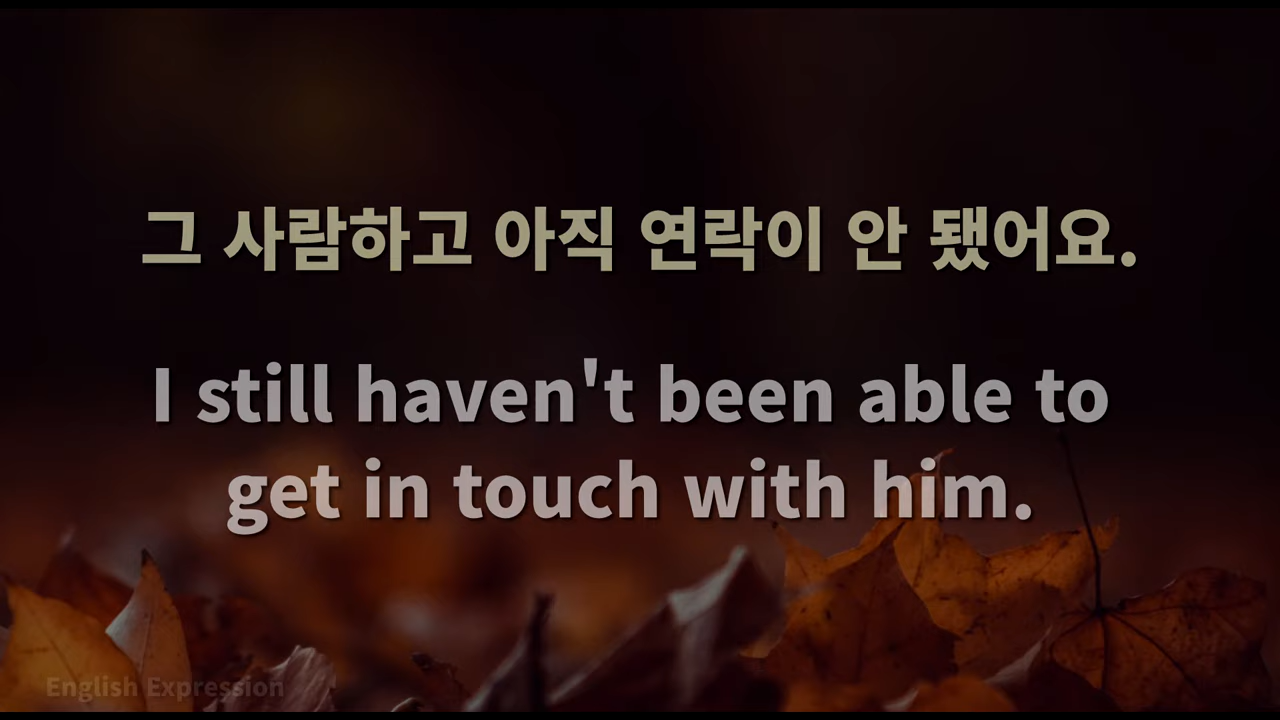 그 사람하고 아직 연락이 안 됐어요.
I still haven't been able to
get in touch with him.
English Expression